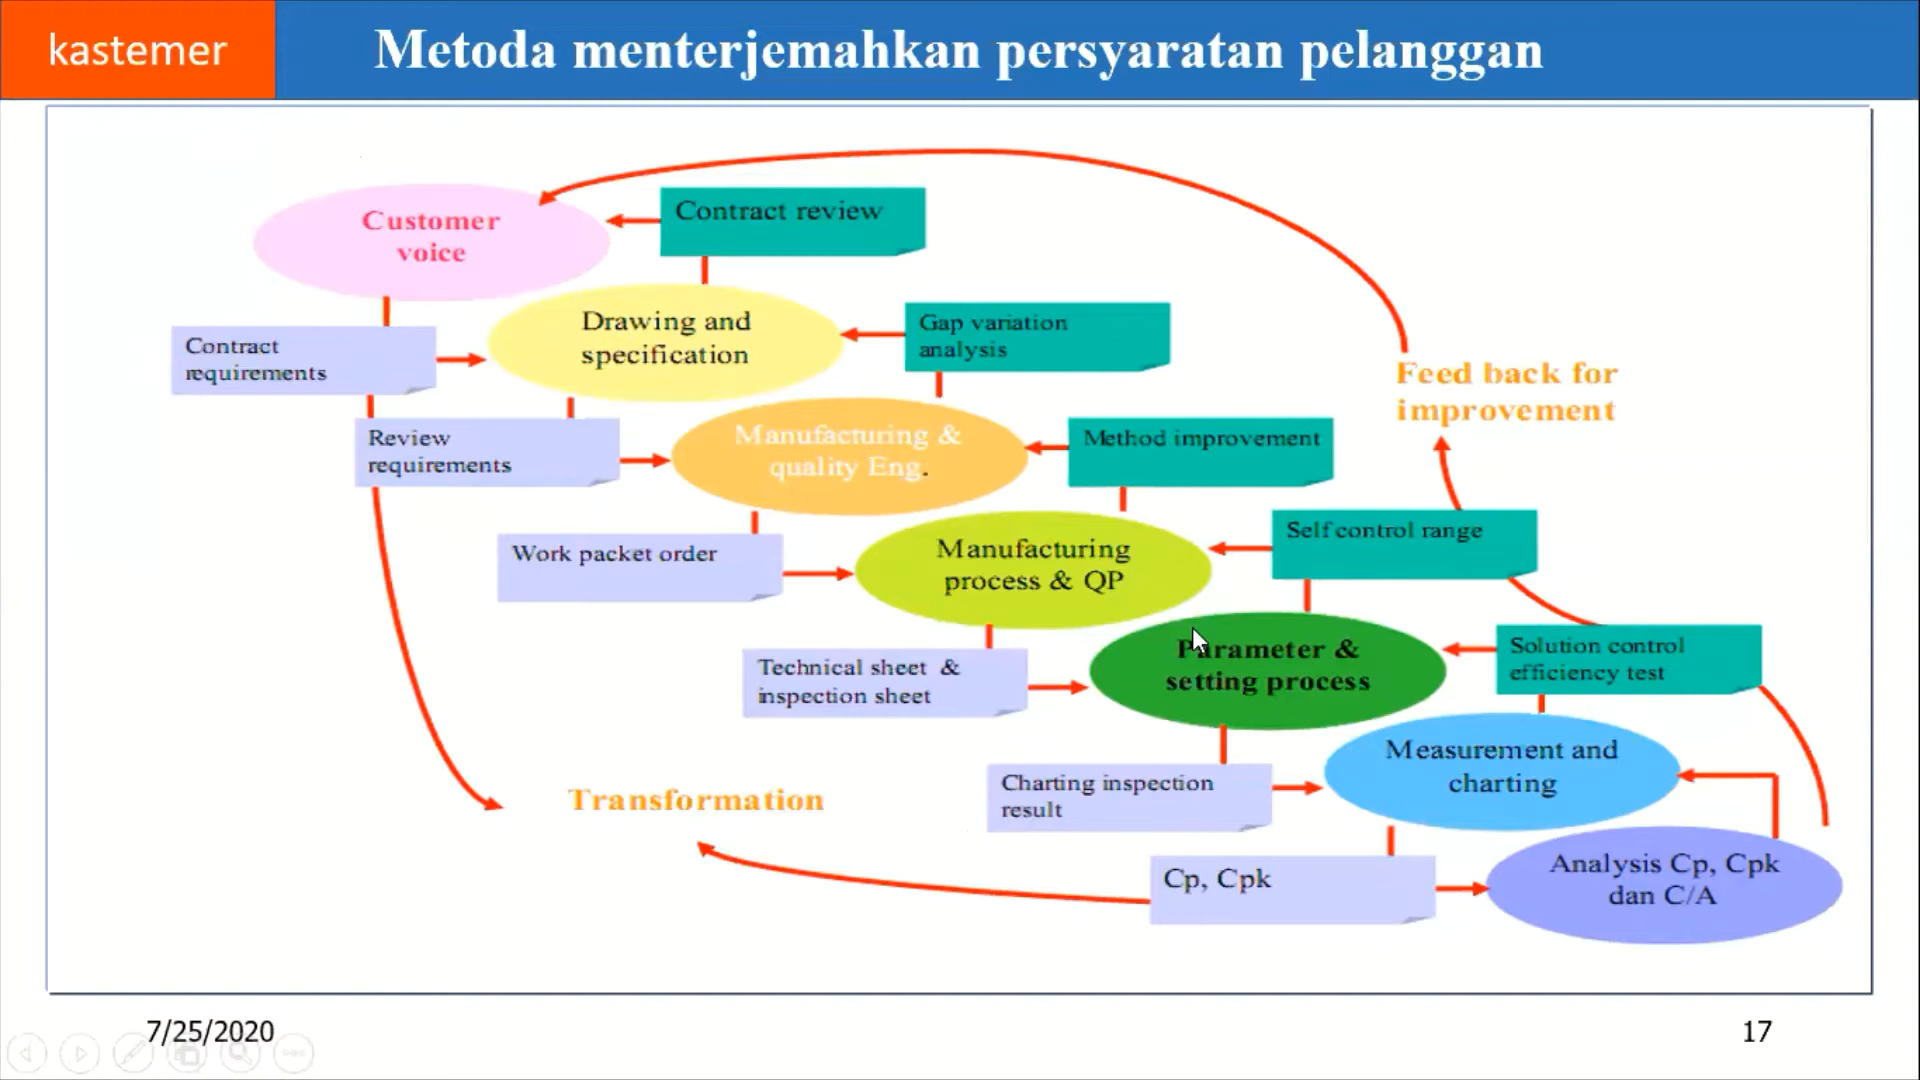 kastemer
Metoda menterjemahkan persyaratan pelanggan
Customer
voice
Contract review
Contract
requirements
Drawing and
specification
Gap variation
analysis
Feed back for
improvement
Review
requirements
Manufacturing &
quality Eng.
Method improvement
Work packet order
Manufacturing
process & QP
Self control range
Technical sheet &
inspection sheet
Parameter &
setting process
Solution control
efficiency test
Transformation
Charting inspection
result
Measurement and
charting
Cp, Cpk
Analysis Cp, Cpk
dan C/A
7/25/2020
17